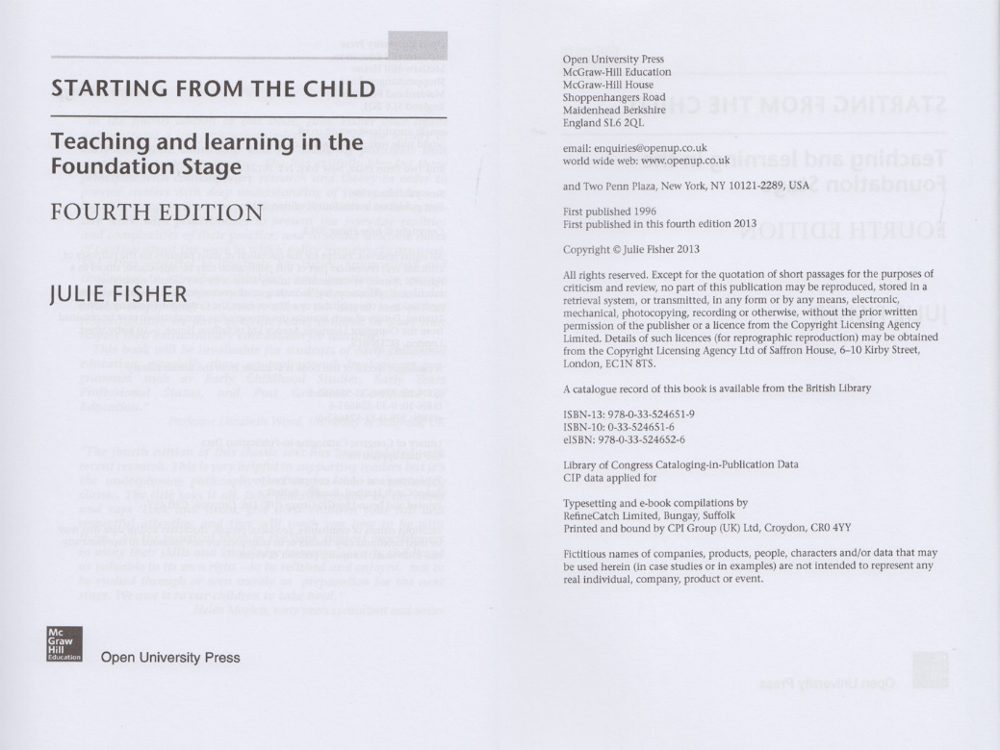 STARTING FROM THE CHILD
Teaching and learning in the
Foundation Stage
FOURTH EDITION
JULIE FISHER
Mc
Graw
Hill
Education
Open University Press
Open University Press
McGraw-Hill Education
McGraw-Hill House
Shoppenhangers Road
Maidenhead Berkshire
England SL6 2QL
email: enquiries@openup.co.uk
world wide web: www.openup.co.uk
and Two Penn Plaza, New York, NY 10121-2289, USA
First published 1996
First published in this fourth edition 2013
Copyright © Julie Fisher 2013
All rights reserved. Except for the quotation of short passages for the purposes of
criticism and review, no part of this publication may be reproduced, stored in a
retrieval system, or transmitted, in any form or by any means, electronic,
mechanical, photocopying, recording or otherwise, without the prior written
permission of the publisher or a licence from the Copyright Licensing Agency
Limited. Details of such licences (for reprographic reproduction) may be obtained
from the Copyright Licensing Agency Ltd of Saffron House, 6–10 Kirby Street,
London, EC1N 8TS.
A catalogue record of this book is available from the British Library
ISBN-13: 978-0-33-524651-9
ISBN-10: 0-33-524651-6
eISBN: 978-0-33-524652-6
Library of Congress Cataloging-in-Publication Data
CIP data applied for
Typesetting and e-book compilations by
RefineCatch Limited, Bungay, Suffolk
Printed and bound by CPI Group (UK) Ltd, Croydon, CR0 4YY
Fictitious names of companies, products, people, characters and/or data that may
be used herein (in case studies or in examples) are not intended to represent any
real individual, company, product or event.